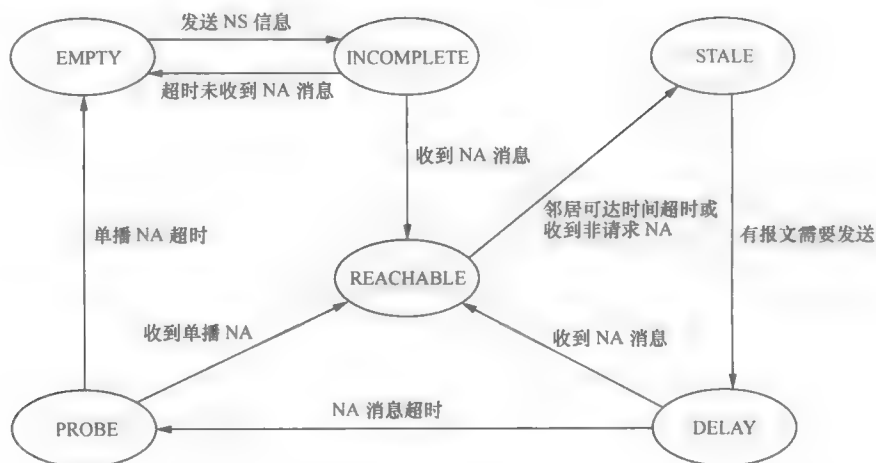 发送 NS 信息
EMPTY
INCOMPLETE
STALE
超时未收到 NA 消息
收到 NA 消息
单播 NA 超时
邻居可达时间超时或
收到非请求 NA
有报文需要发送
REACHABLE
收到单播 NA
收到 NA 消息
NA 消息超时
PROBE
DELAY